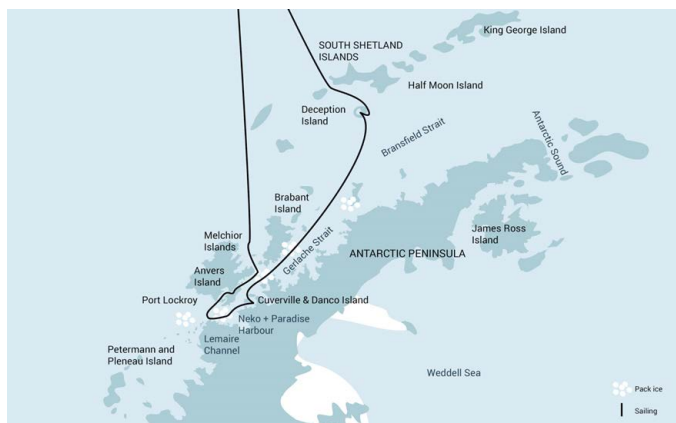 King George Island
SOUTH SHETLAND
ISLANDS
Half Moon Island
Deception
Island
Bransfield Strait
Antarctic Sound
Brabant
Island
Melchior
Islands
Gerlache Strait
James Ross
Island
ANTARCTIC PENINSULA
Anvers
Island
Port Lockroy
Cuverville & Danco Island
Neko + Paradise
Harbour
Lemaire
Channel
Petermann and
Pleneau Island
Weddell Sea
Pack ice
Sailing